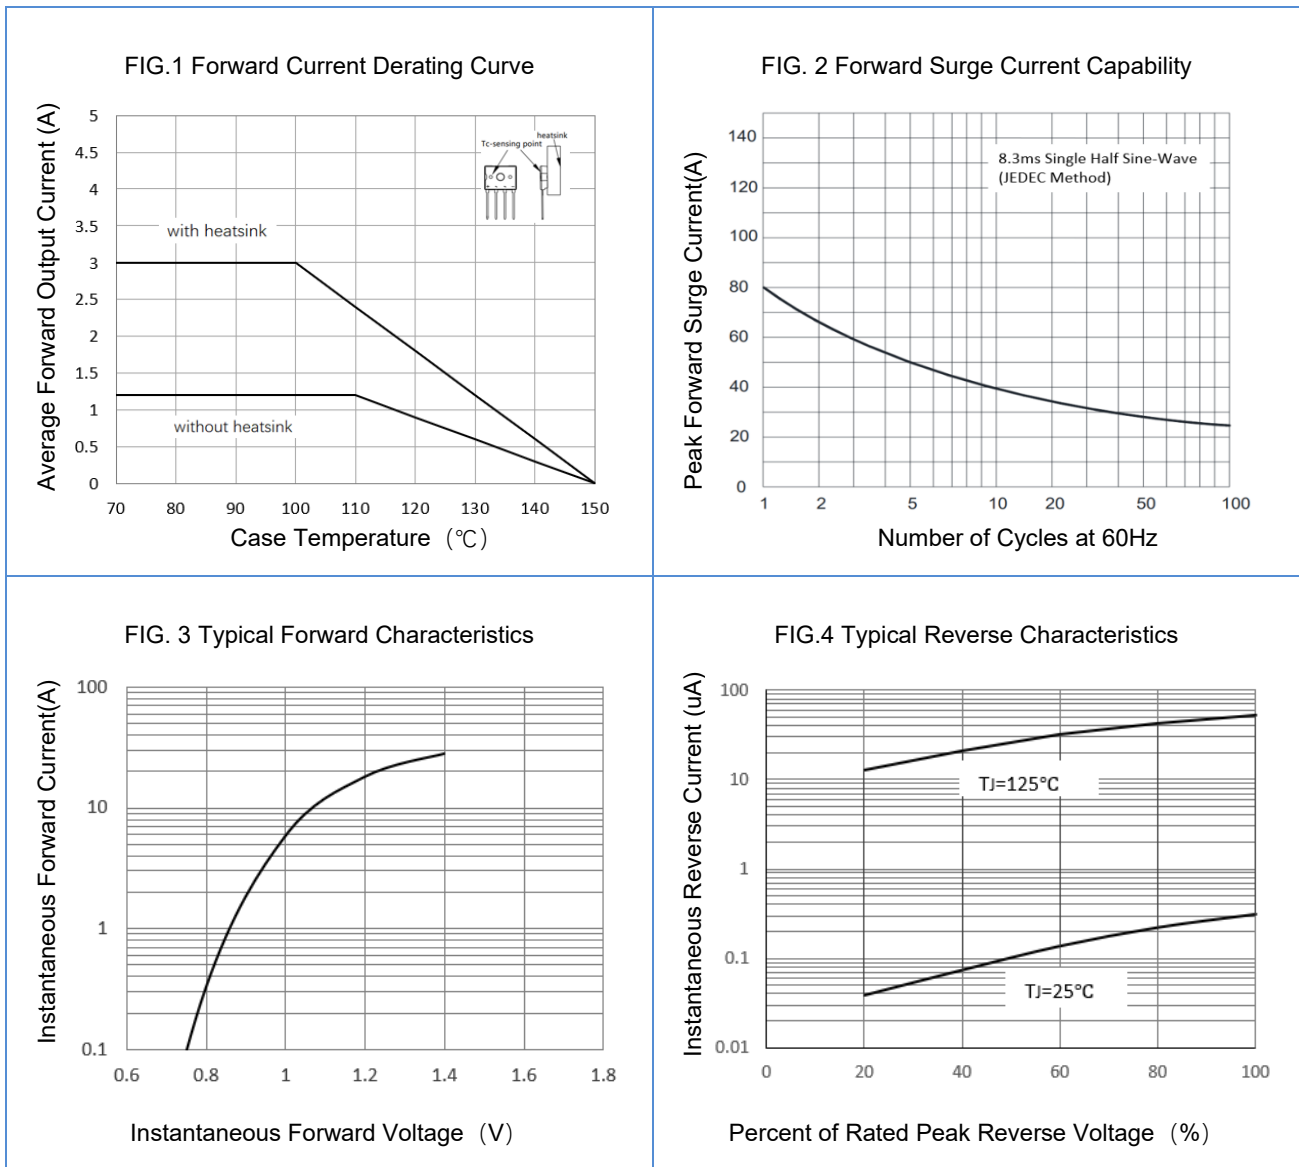 FIG.1 Forward Current Derating Curve
Average Forward Output Current (A)
5
4.5
4
3.5
3
2.5
2
1.5
1
0.5
0
Tc-sensing point
heatsink
with heatsink
without heatsink
70 80 90 100 110 120 130 140 150
Case Temperature（℃）
FIG. 2 Forward Surge Current Capability
Peak Forward Surge Current(A)
140
120
100
80
60
40
20
0
8.3ms Single Half Sine-Wave
(JEDEC Method)
1 2 5 10 20 50 100
Number of Cycles at 60Hz
FIG. 3 Typical Forward Characteristics
Instantaneous Forward Current(A)
100
10
1
0.1
0.6 0.8 1 1.2 1.4 1.6 1.8
Instantaneous Forward Voltage（V）
FIG.4 Typical Reverse Characteristics
Instantaneous Reverse Current (uA)
100
10
1
0.1
0.01
TJ=125℃
TJ=25℃
0 20 40 60 80 100
Percent of Rated Peak Reverse Voltage（%）